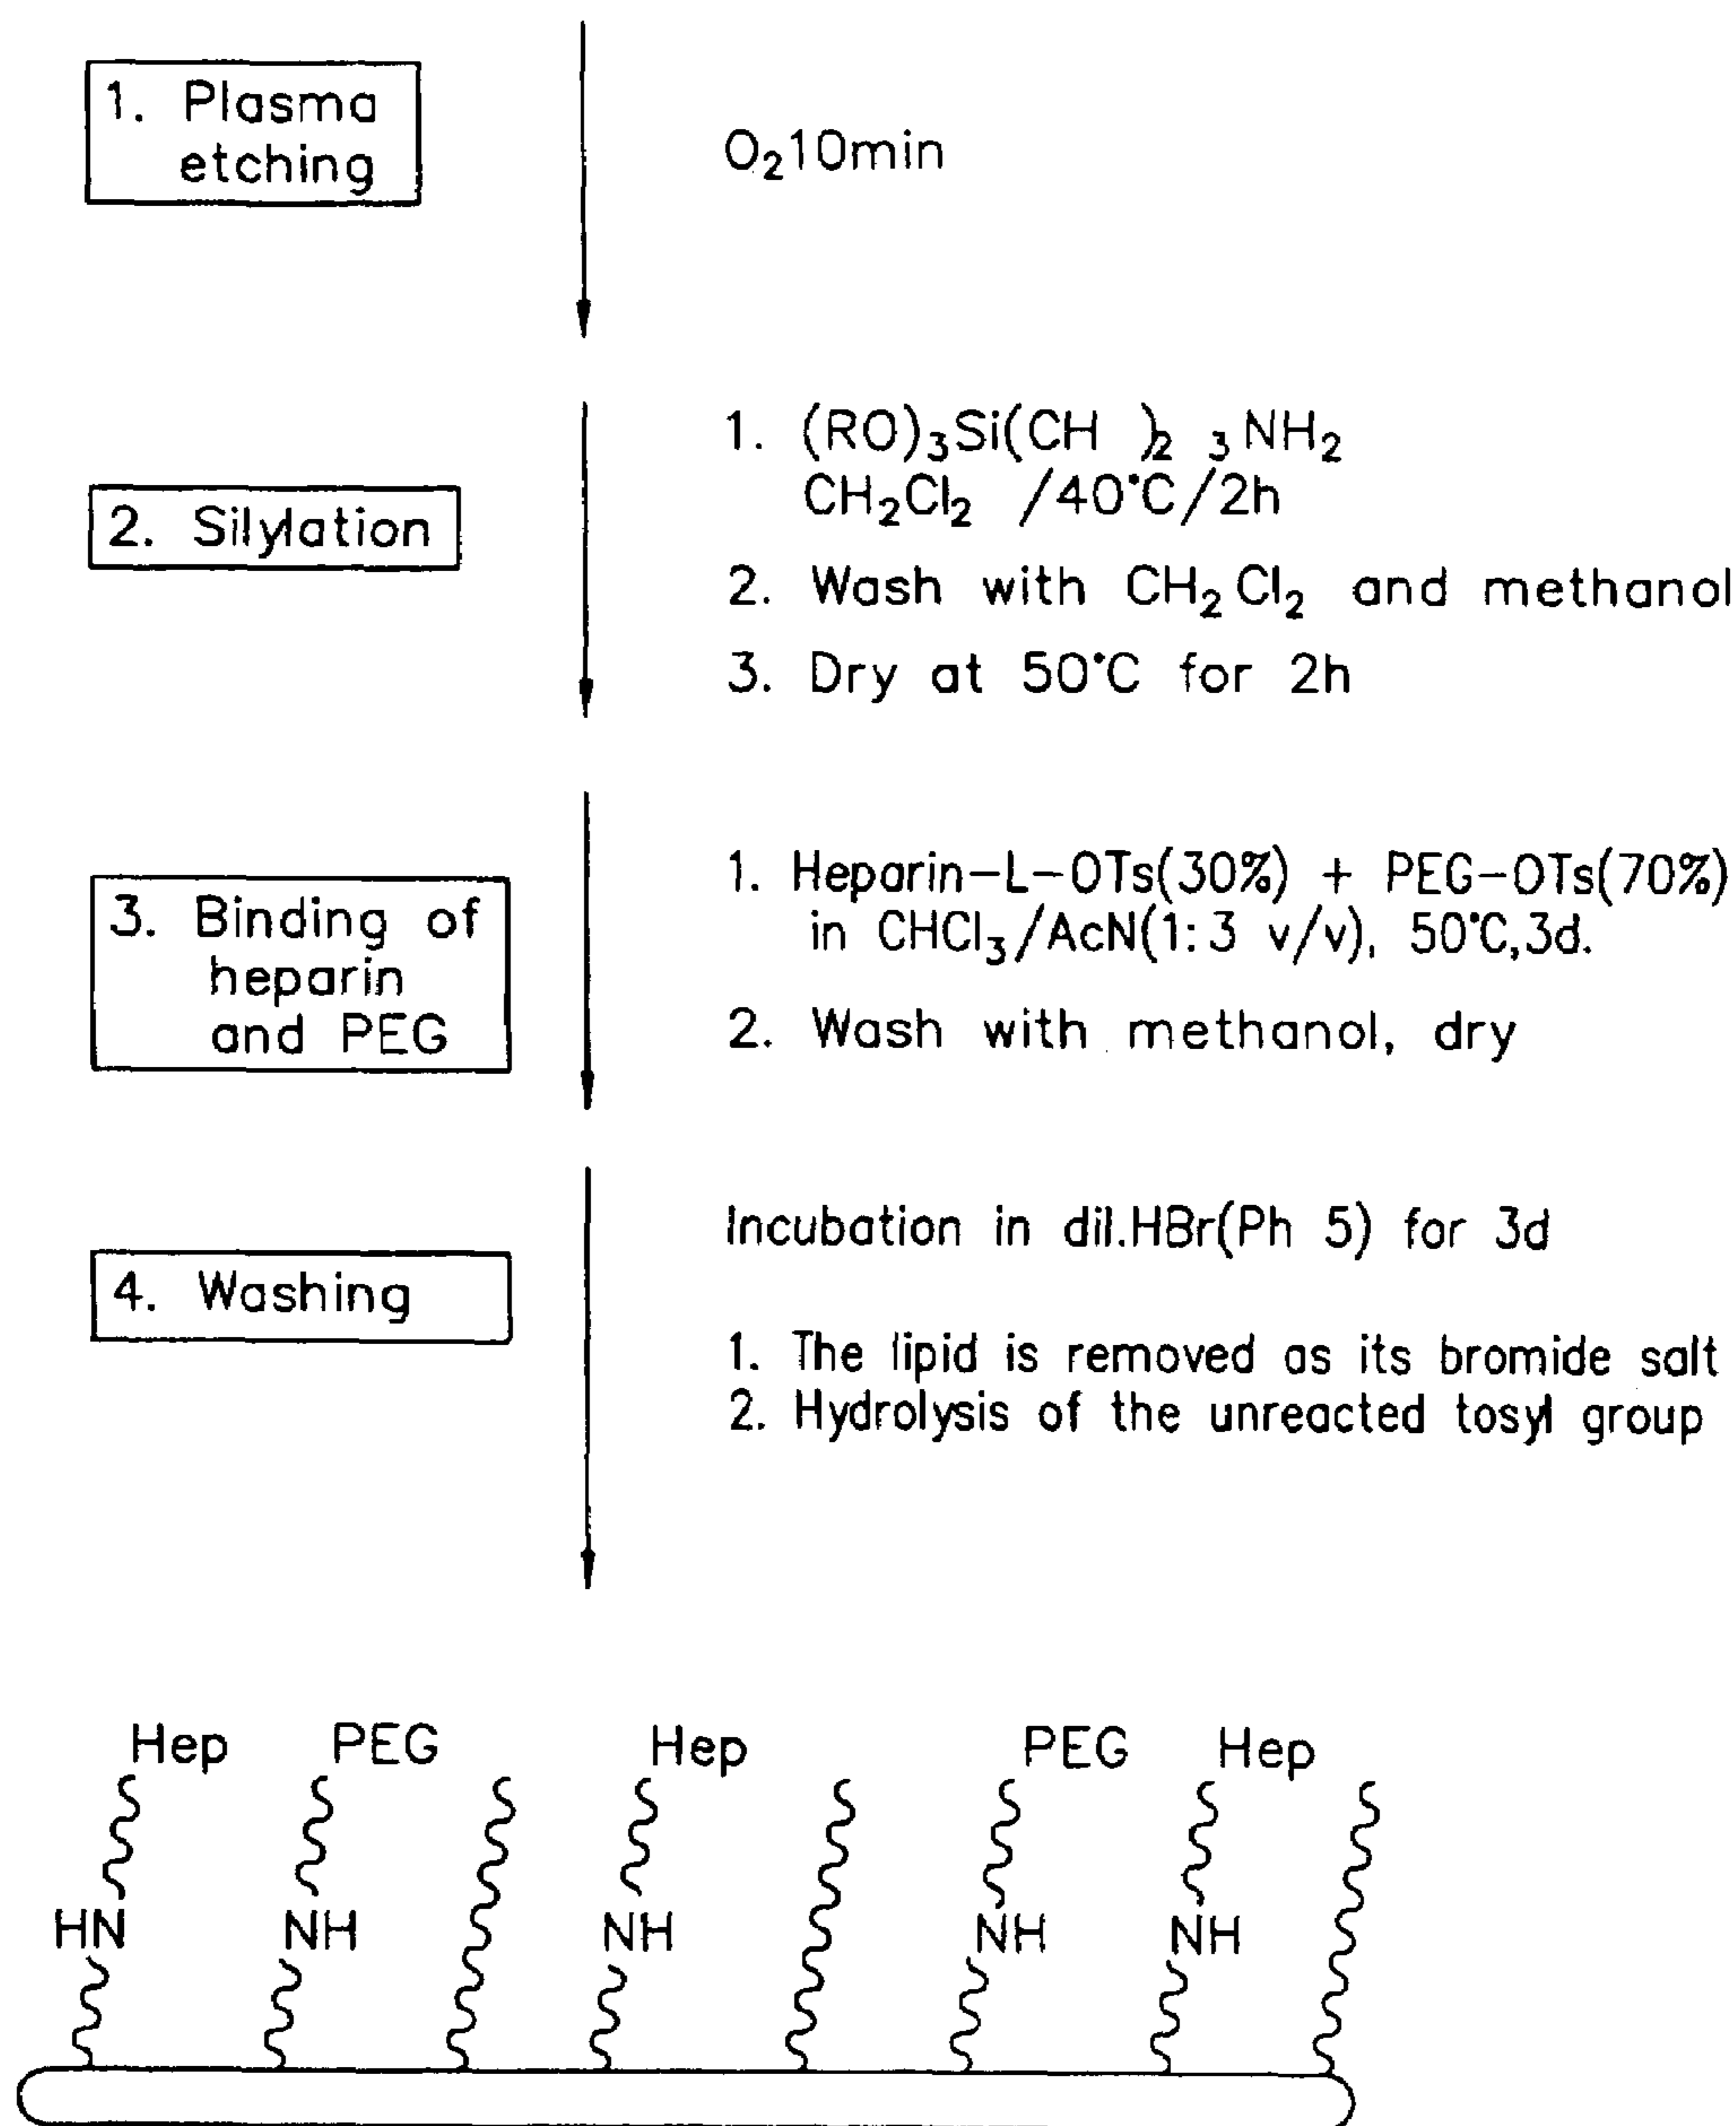 1. Plasma
etching
O₂10min
1. (RO)₃Si(CH )₂ ₃NH₂
CH₂Cl₂ /40°C/2h
2. Silylation
2. Wash with CH₂Cl₂ and methanol
3. Dry at 50°C for 2h
3. Binding of
heparin
and PEG
1. Heparin-L-OTs(30%) + PEG-OTs(70%)
in CHCl₃/AcN(1:3 v/v), 50°C,3d.
2. Wash with methanol, dry
4. Washing
Incubation in dil.HBr(Ph 5) for 3d
1. The lipid is removed as its bromide salt
2. Hydrolysis of the unreacted tosyl group
Hep PEG Hep PEG Hep
HN NH NH NH NH